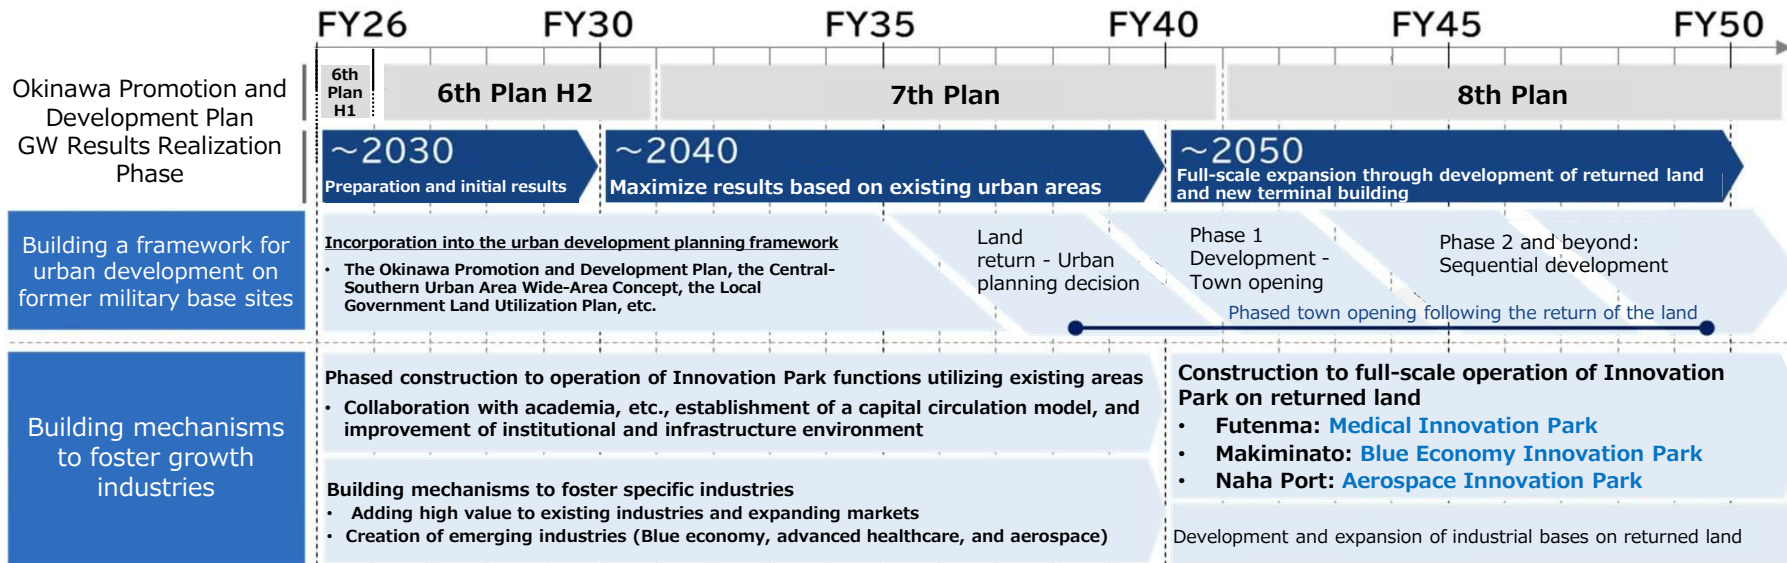 FY26 FY30 FY35 FY40 FY45 FY50
Okinawa Promotion and
Development Plan
GW Results Realization
Phase
6th
Plan
H1
6th Plan H2
7th Plan
8th Plan
～2030
Preparation and initial results
～2040
Maximize results based on existing urban areas
～2050
Full-scale expansion through development of returned land
and new terminal building
Building a framework for
urban development on
former military base sites
Incorporation into the urban development planning framework
• The Okinawa Promotion and Development Plan, the Central-
Southern Urban Area Wide-Area Concept, the Local
Government Land Utilization Plan, etc.
Land
return - Urban
planning decision
Phase 1
Development -
Town opening
Phase 2 and beyond:
Sequential development
Phased town opening following the return of the land
Building mechanisms
to foster growth
industries
Phased construction to operation of Innovation Park functions utilizing existing areas
• Collaboration with academia, etc., establishment of a capital circulation model, and
improvement of institutional and infrastructure environment
Building mechanisms to foster specific industries
• Adding high value to existing industries and expanding markets
• Creation of emerging industries (Blue economy, advanced healthcare, and aerospace)
Construction to full-scale operation of Innovation
Park on returned land
• Futenma: Medical Innovation Park
• Makiminato: Blue Economy Innovation Park
• Naha Port: Aerospace Innovation Park
Development and expansion of industrial bases on returned land